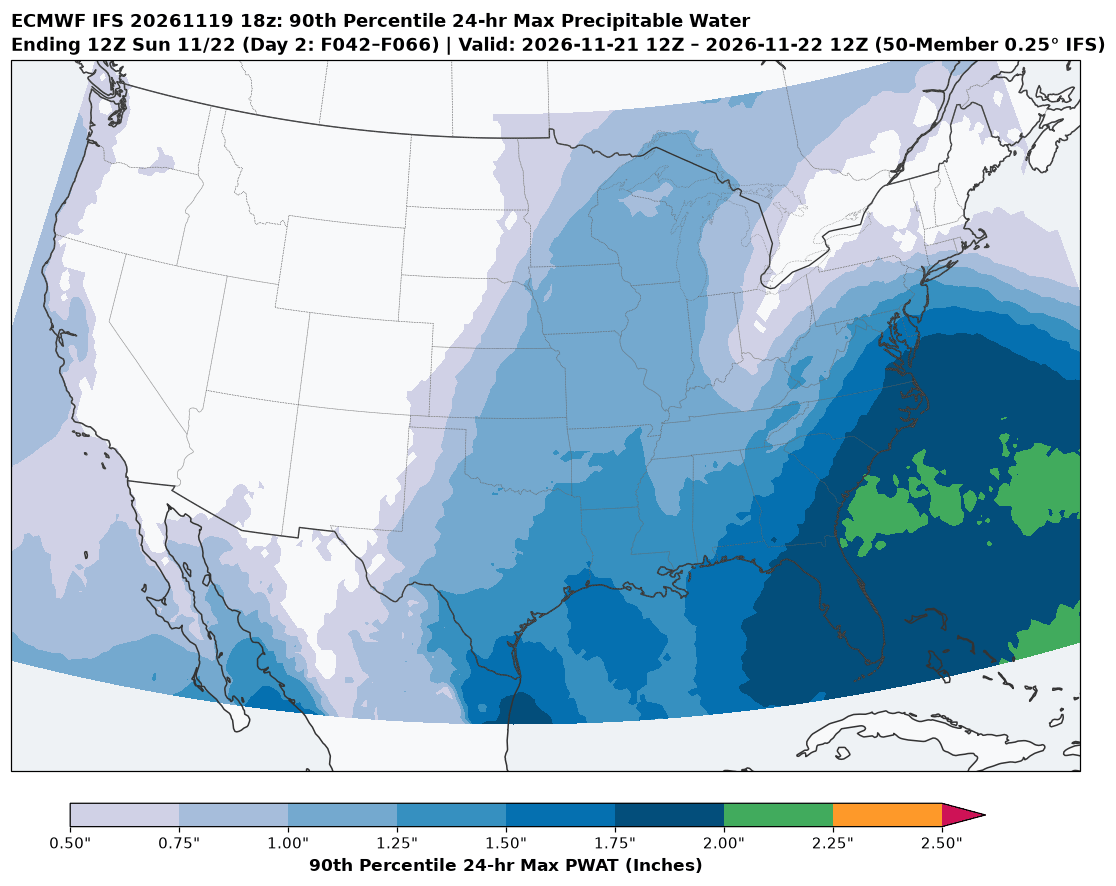 ECMWF IFS 20261119 18z: 90th Percentile 24-hr Max Precipitable Water
Ending 12Z Sun 11/22 (Day 2: F042–F066) | Valid: 2026-11-21 12Z – 2026-11-22 12Z (50-Member 0.25° IFS)
0.50" 0.75" 1.00" 1.25" 1.50" 1.75" 2.00" 2.25" 2.50"
90th Percentile 24-hr Max PWAT (Inches)